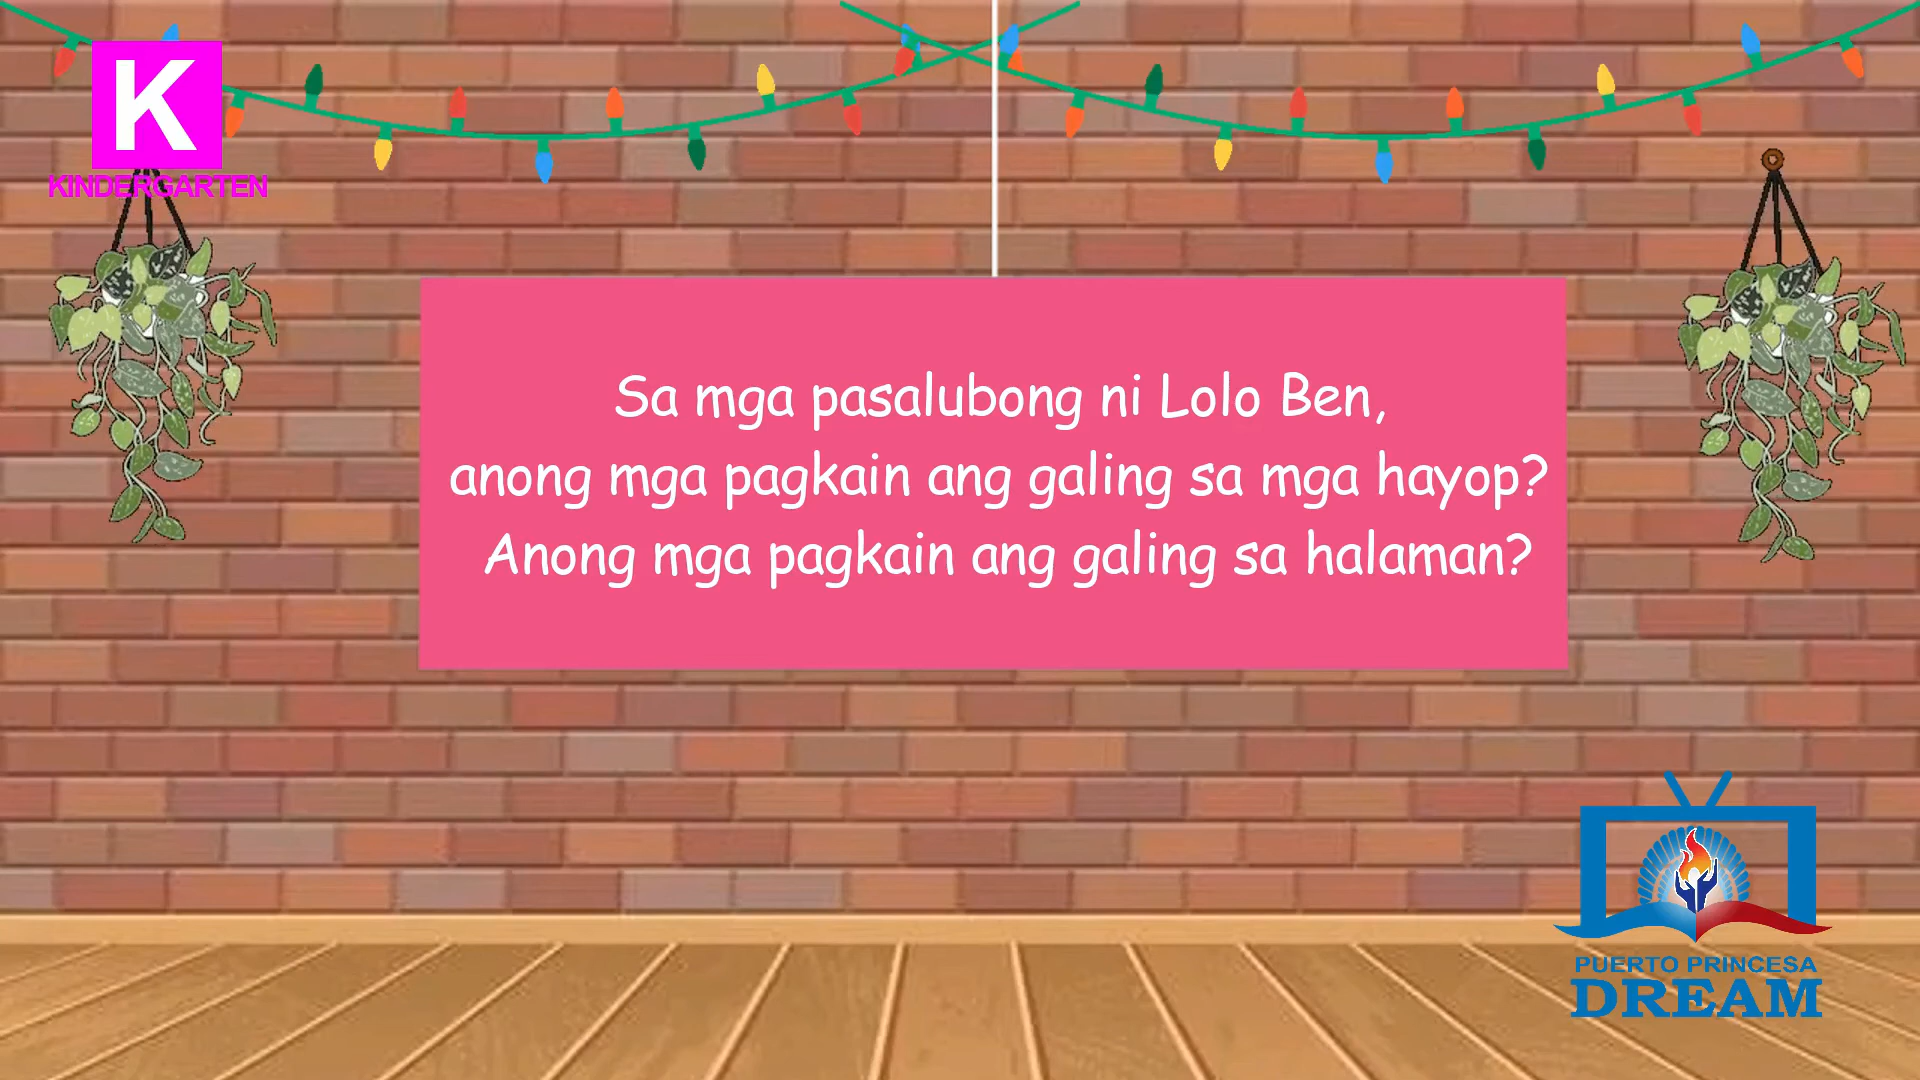 K
KINDERGARTEN
Sa mga pasalubong ni Lolo Ben,
anong mga pagkain ang galing sa mga hayop?
Anong mga pagkain ang galing sa halaman?
PUERTO PRINCESA
DREAM